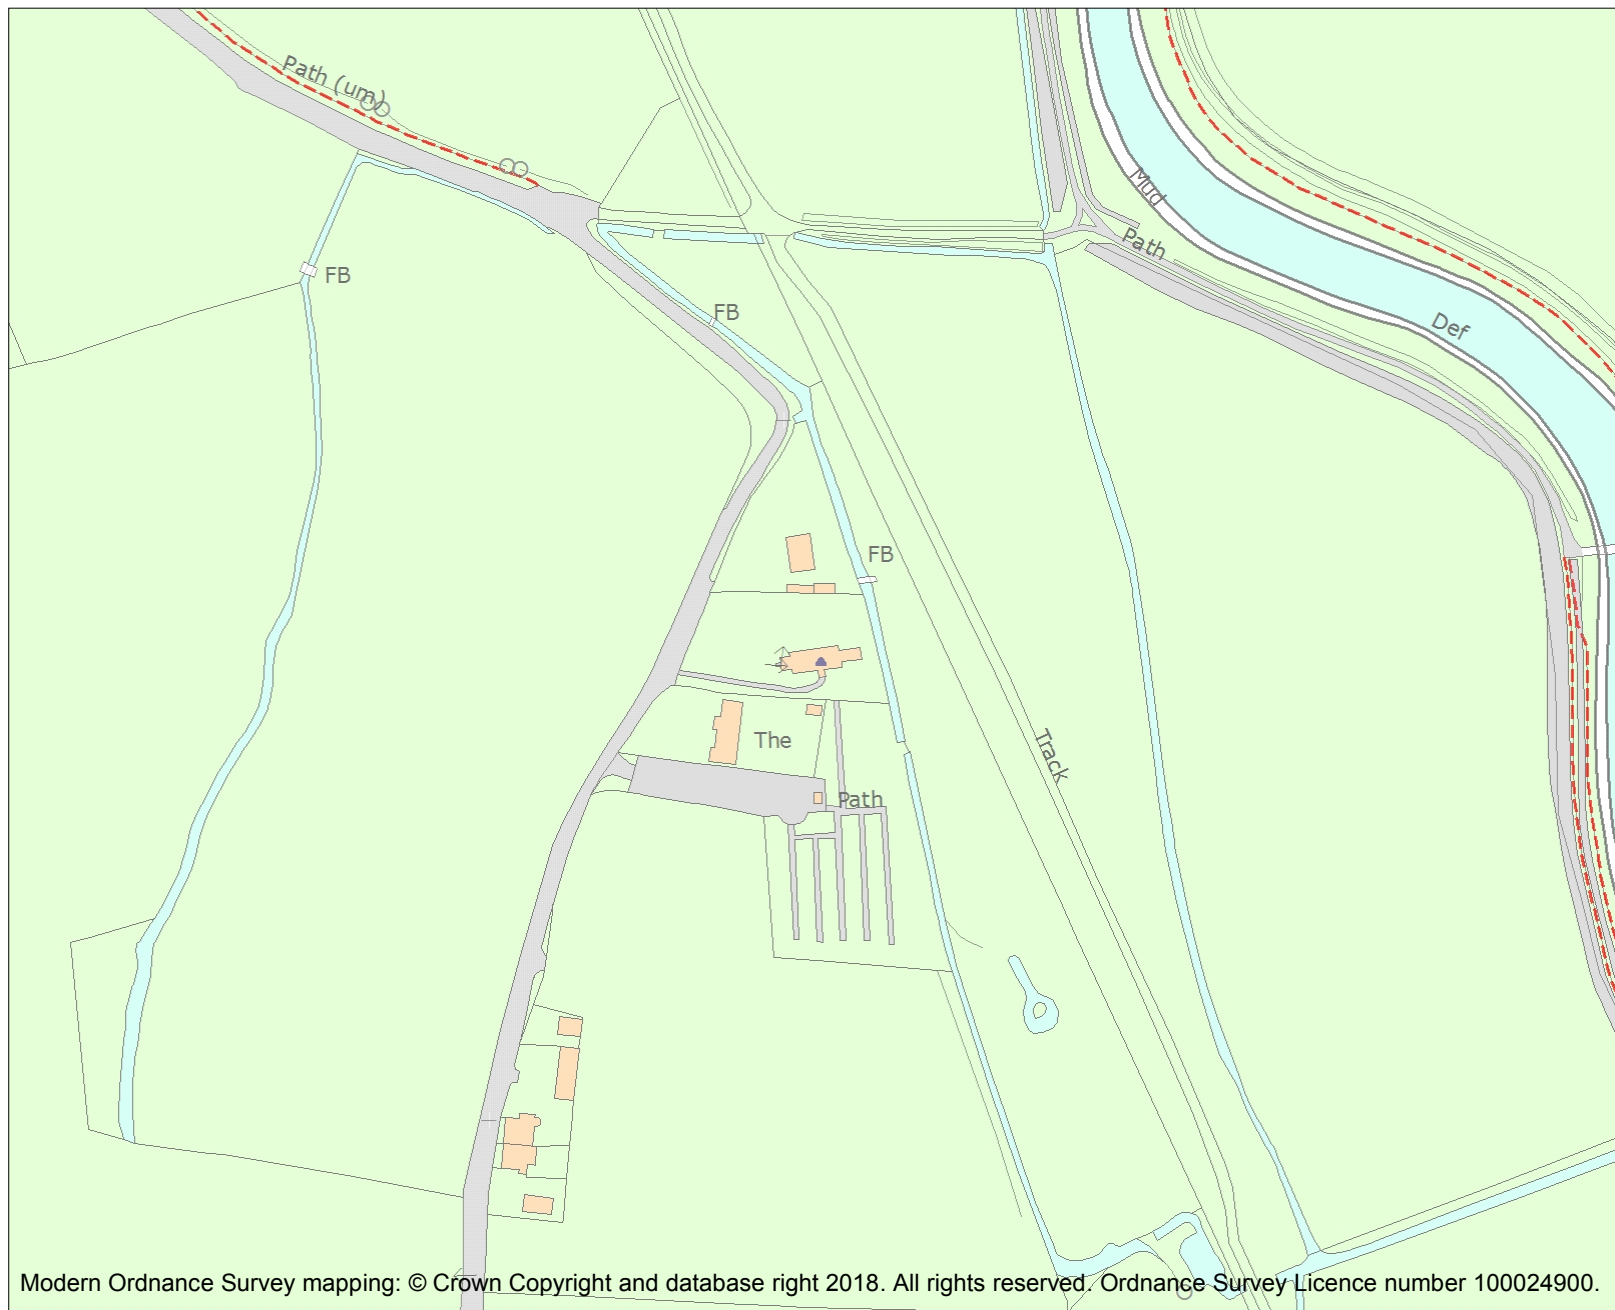 Path (um)
Mud
Path
FB
FB
Def
FB
Track
The
Path
Modern Ordnance Survey mapping: © Crown Copyright and database right 2018. All rights reserved. Ordnance Survey Licence number 100024900.